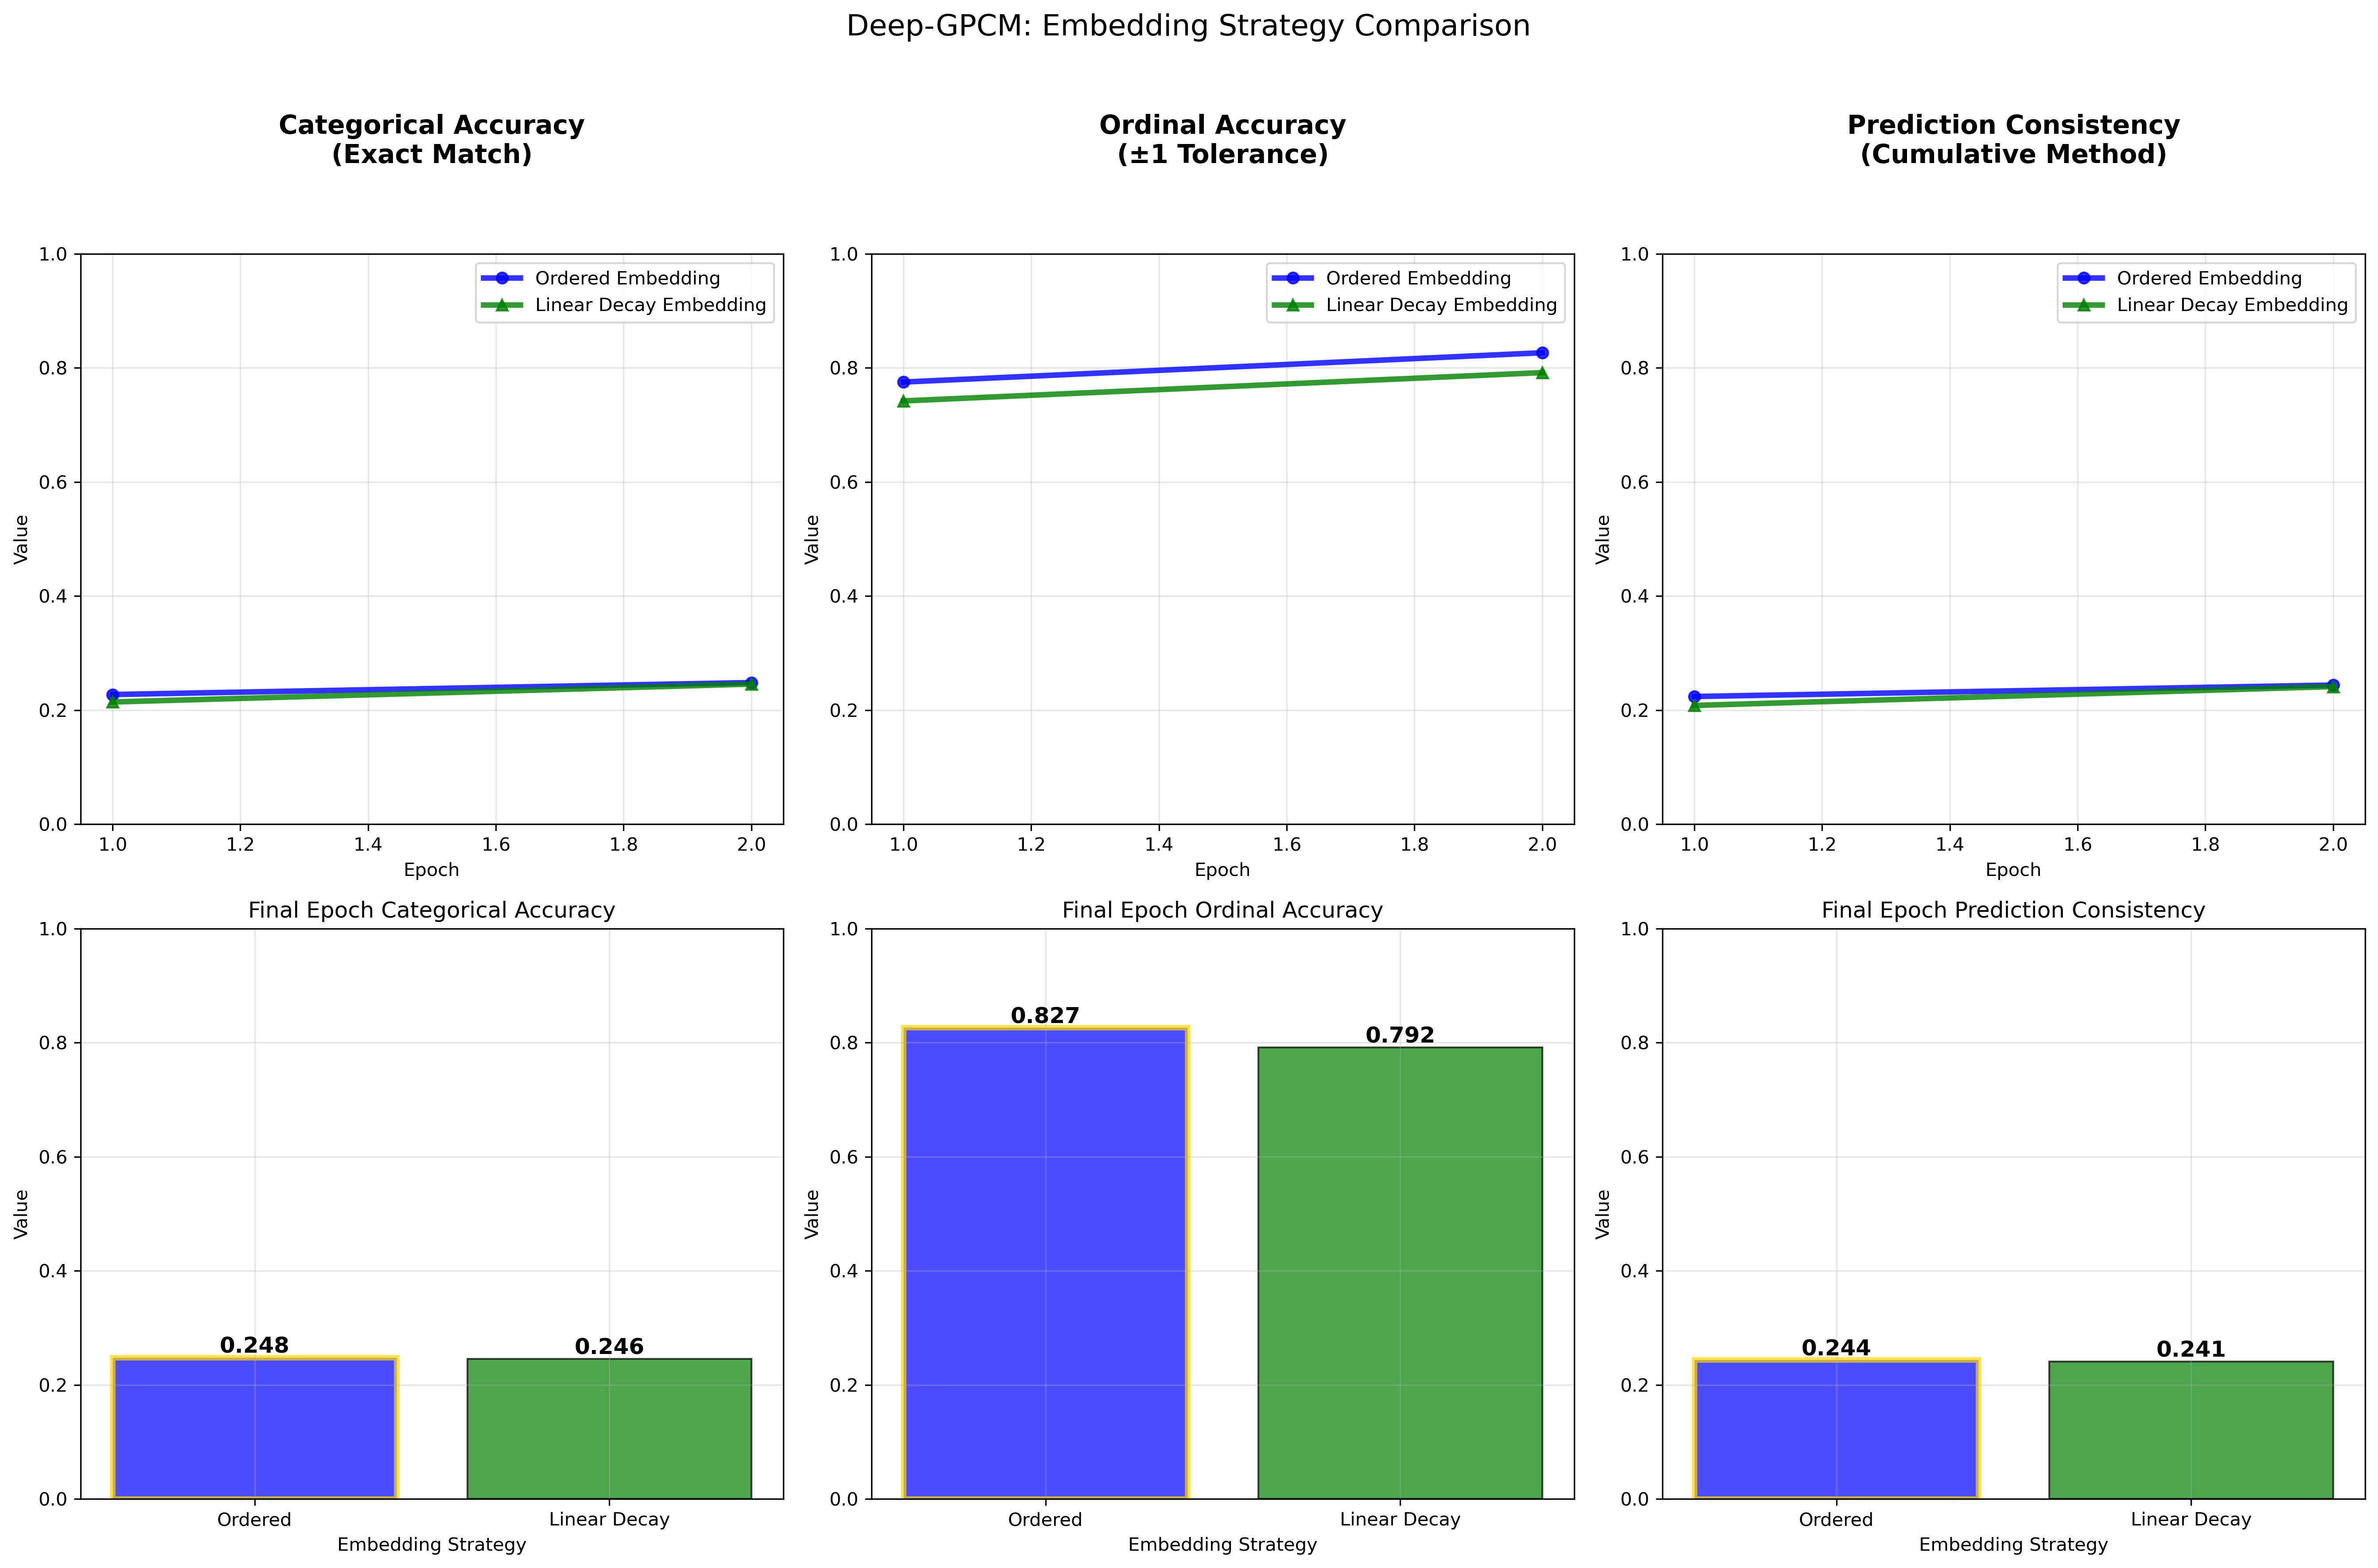 Deep-GPCM: Embedding Strategy Comparison
Categorical Accuracy
(Exact Match)
Ordinal Accuracy
(±1 Tolerance)
Prediction Consistency
(Cumulative Method)
Value
1.0
0.8
0.6
0.4
0.2
0.0
Ordered Embedding
Linear Decay Embedding
1.0 1.2 1.4 1.6 1.8 2.0
Epoch
Value
1.0
0.8
0.6
0.4
0.2
0.0
Ordered Embedding
Linear Decay Embedding
1.0 1.2 1.4 1.6 1.8 2.0
Epoch
Value
1.0
0.8
0.6
0.4
0.2
0.0
Ordered Embedding
Linear Decay Embedding
1.0 1.2 1.4 1.6 1.8 2.0
Epoch
Final Epoch Categorical Accuracy
Value
1.0
0.8
0.6
0.4
0.2
0.0
0.248 0.246
Ordered Linear Decay
Embedding Strategy
Final Epoch Ordinal Accuracy
Value
1.0
0.8
0.6
0.4
0.2
0.0
0.827 0.792
Ordered Linear Decay
Embedding Strategy
Final Epoch Prediction Consistency
Value
1.0
0.8
0.6
0.4
0.2
0.0
0.244 0.241
Ordered Linear Decay
Embedding Strategy